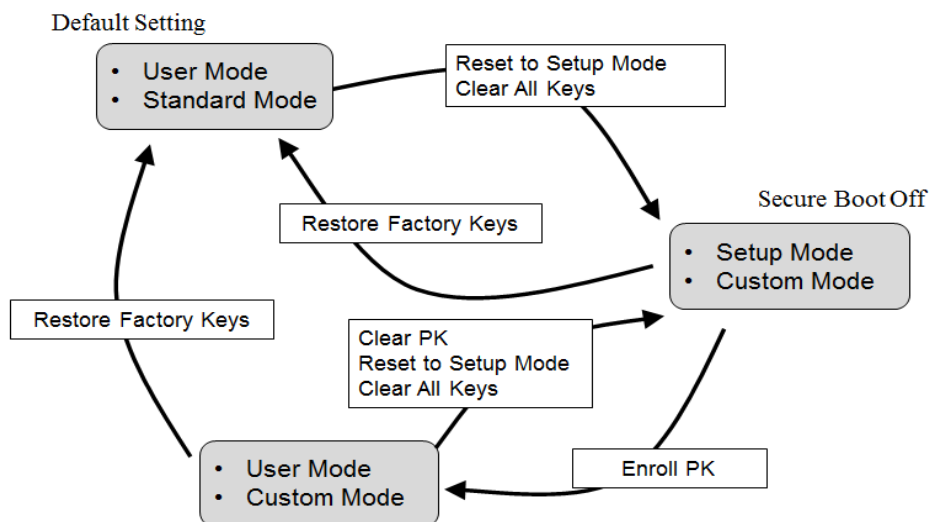 Default Setting
• User Mode
• Standard Mode
Reset to Setup Mode
Clear All Keys
Restore Factory Keys
Secure Boot Off
• Setup Mode
• Custom Mode
Restore Factory Keys
Clear PK
Reset to Setup Mode
Clear All Keys
• User Mode
• Custom Mode
Enroll PK